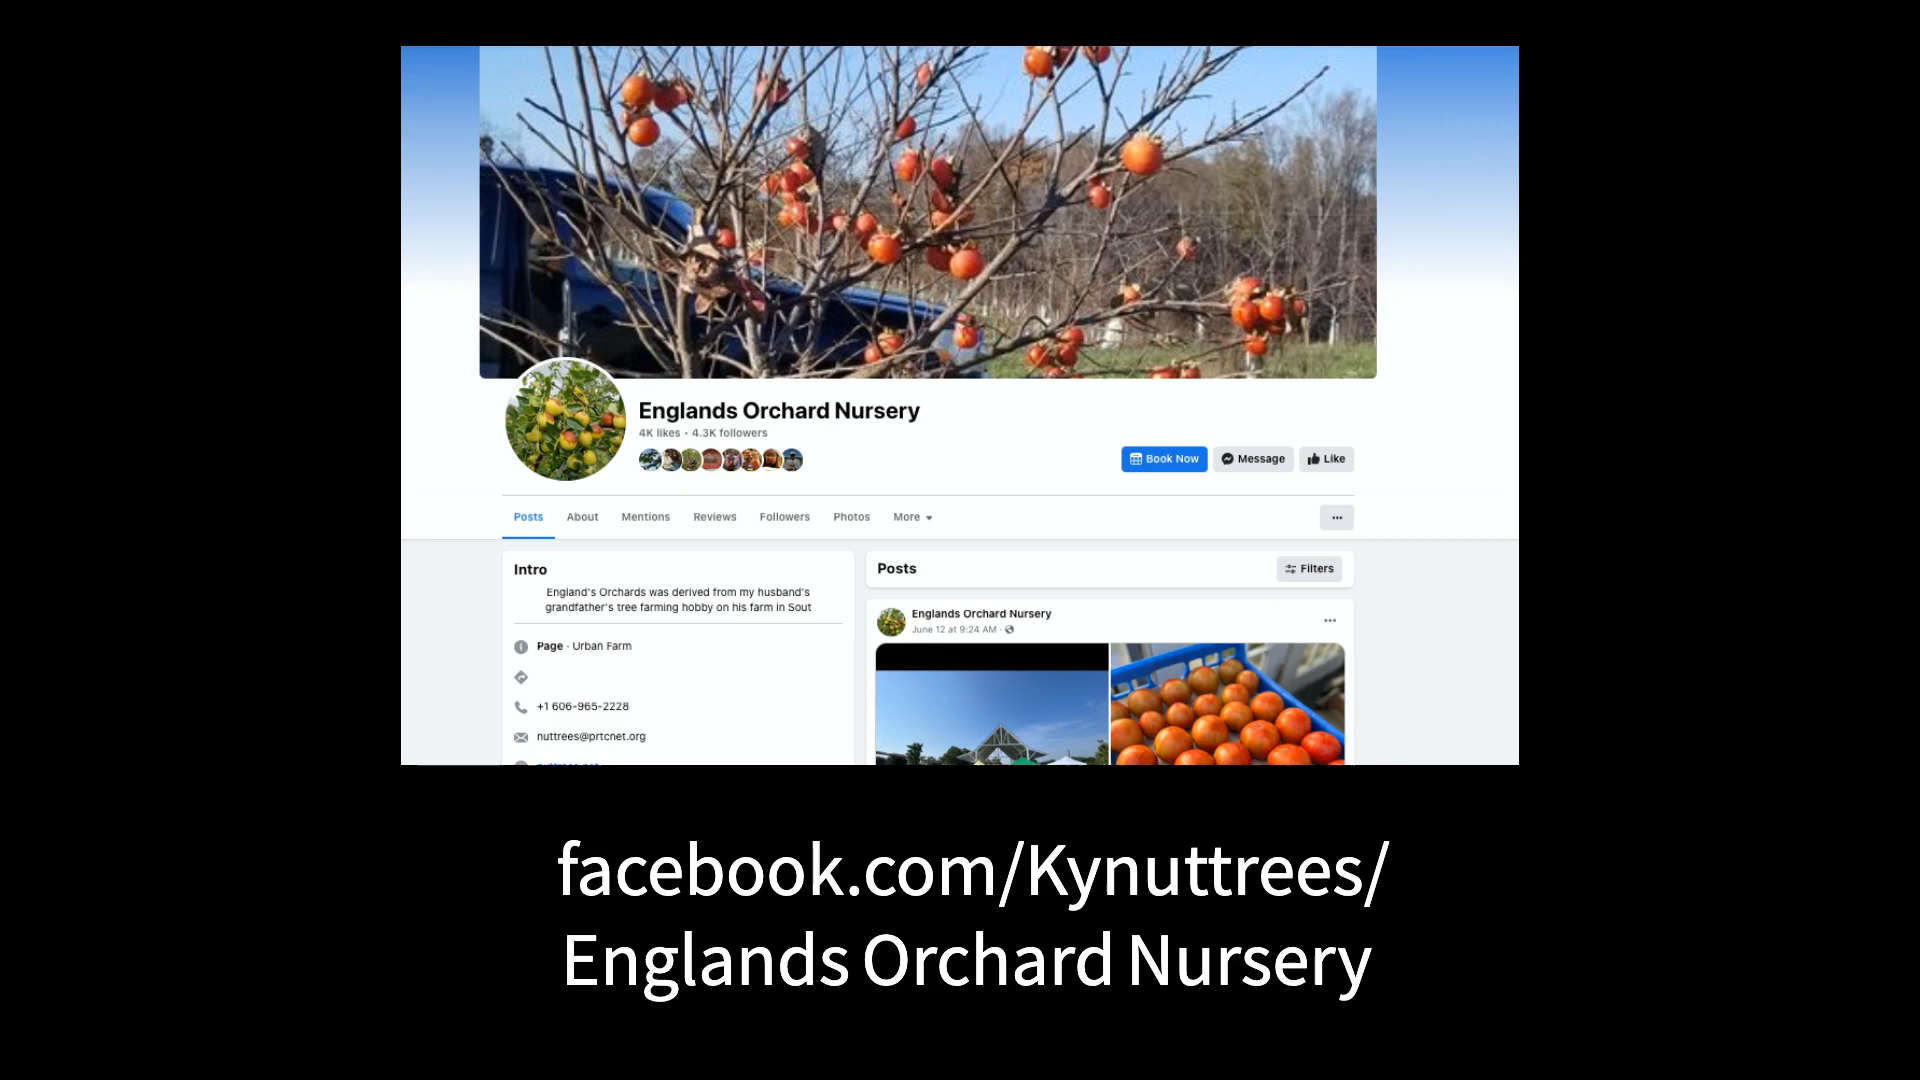 Englands Orchard Nursery
4K likes • 4.3K followers
Book Now
Message
Like
Posts
About
Mentions
Reviews
Followers
Photos
More
Intro
England's Orchards was derived from my husband's
grandfather's tree farming hobby on his farm in Sout
Page · Urban Farm
+1 606-965-2228
nuttrees@prtcnet.org
Posts
Filters
Englands Orchard Nursery
June 12 at 9:24 AM ·
facebook.com/Kynuttrees/
Englands Orchard Nursery